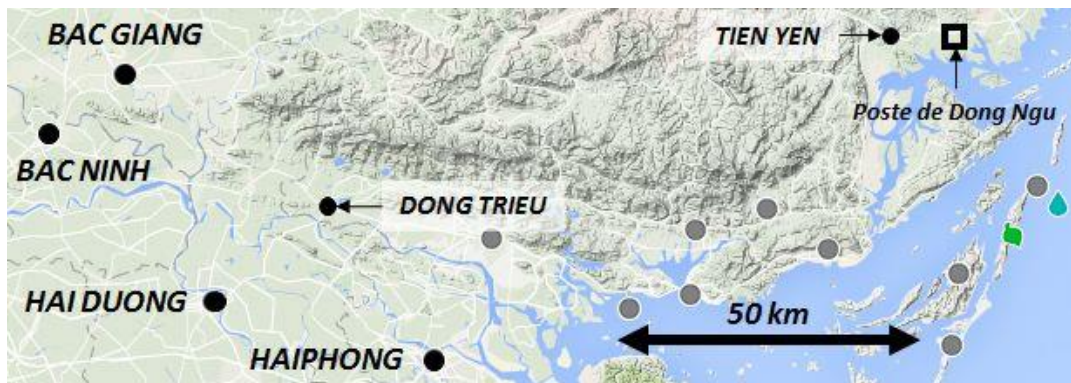 BAC GIANG
TIEN YEN
Poste de Dong Ngu
BAC NINH
DONG TRIEU
HAI DUONG
50 km
HAIPHONG